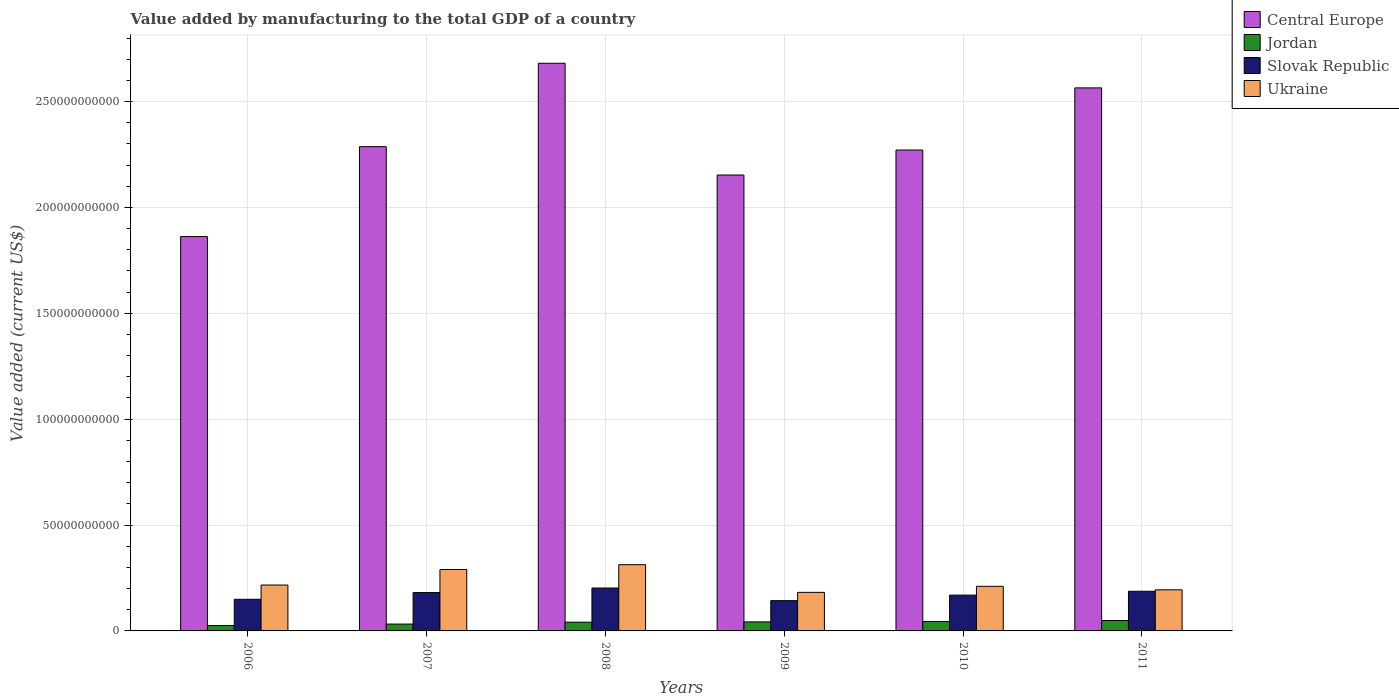 Value added by manufacturing to the total GDP of a country
Central Europe
Jordan
Slovak Republic
Ukraine
Value added (current US$)
250000000000
200000000000
150000000000
100000000000
50000000000
0
2006
2007
2008
2009
2010
2011
Years